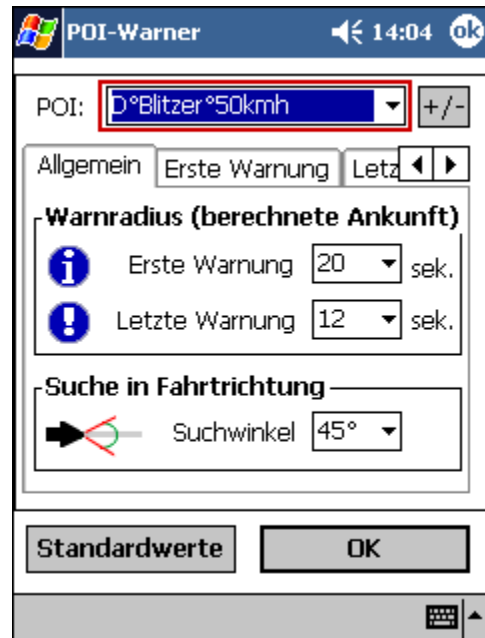 POI-Warner 14:04 ok
POI: D°Blitzer°50kmh +/-
Allgemein Erste Warnung Letz
Warnradius (berechnete Ankunft)
Erste Warnung 20 sek.
Letzte Warnung 12 sek.
Suche in Fahrtrichtung
Suchwinkel 45°
Standardwerte OK